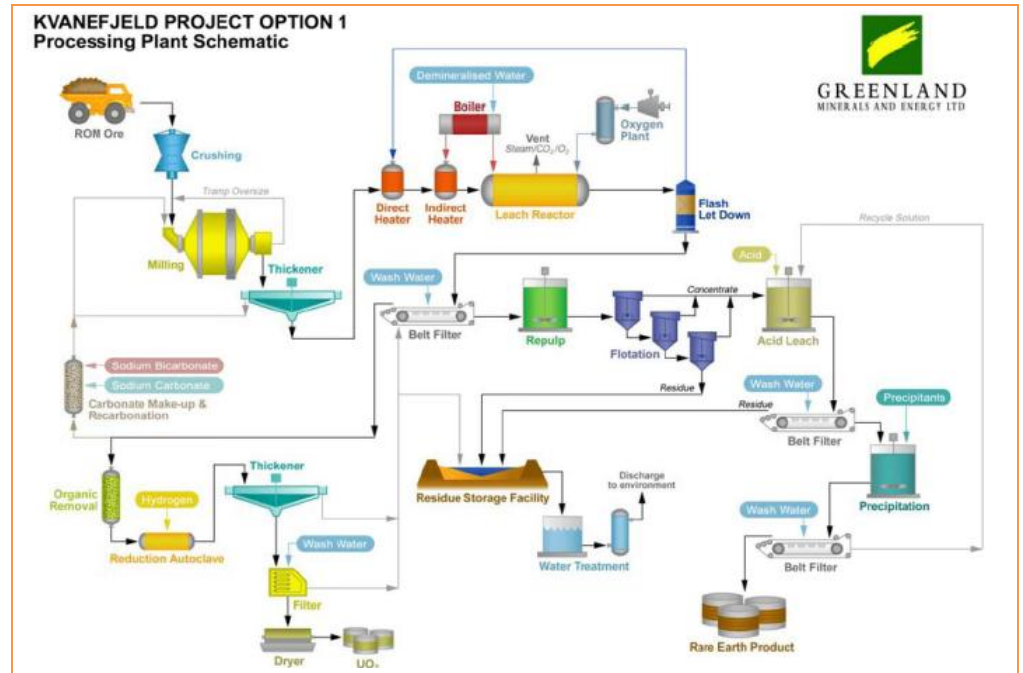 KVANEFJELD PROJECT OPTION 1
Processing Plant Schematic
GREENLAND
MINERALS AND ENERGY LTD
ROM Ore
Crushing
Tramp Oversize
Milling
Thickener
Demineralised Water
Boiler
Vent
Steam/CO2/O2
Oxygen
Plant
Direct
Heater
Indirect
Heater
Leach Reactor
Flash
Let Down
Recycle Solution
Wash Water
Belt Filter
Repulp
Flotation
Concentrate
Acid
Acid Leach
Sodium Bicarbonate
Sodium Carbonate
Carbonate Make-up &
Recarbonation
Residue
Residue
Wash Water
Belt Filter
Precipitants
Precipitation
Organic
Removal
Hydrogen
Reduction Autoclave
Thickener
Wash Water
Filter
Dryer
Residue Storage Facility
Discharge
to environment
Water Treatment
Wash Water
Belt Filter
Rare Earth Product